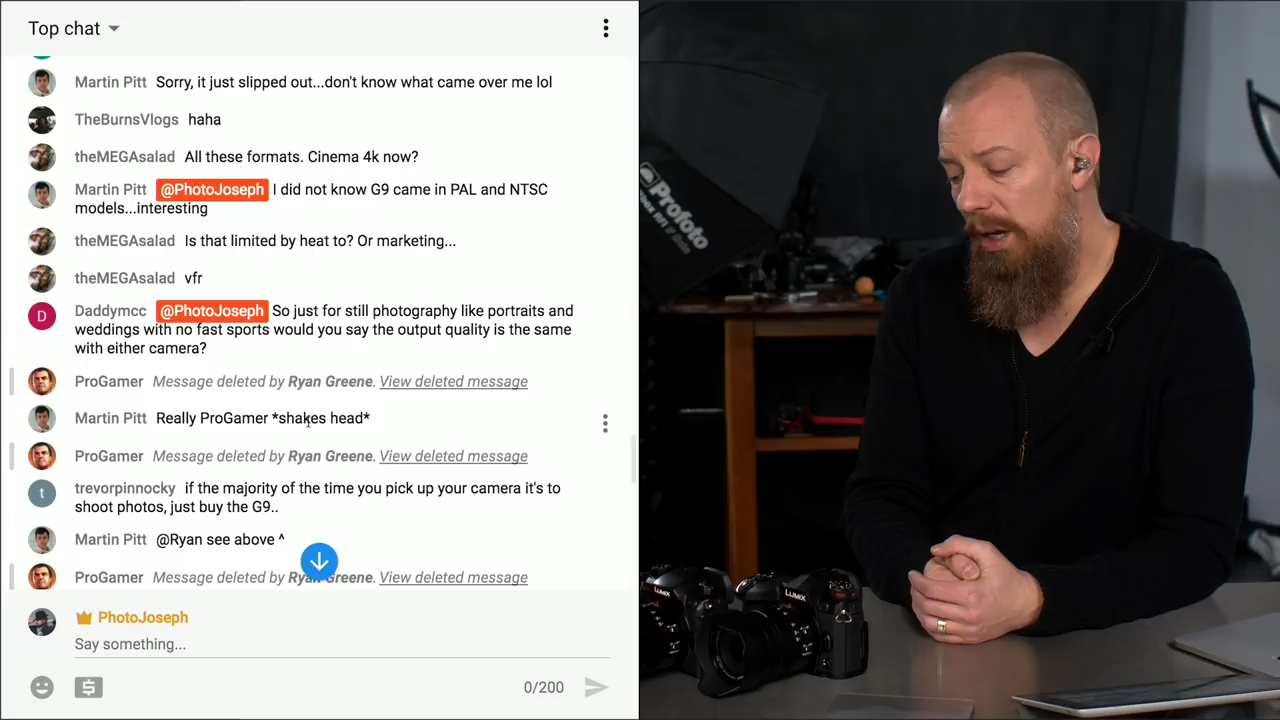 Top chat
Martin Pitt Sorry, it just slipped out...don't know what came over me lol
TheBurnsVlogs haha
theMEGAsalad All these formats. Cinema 4k now?
Martin Pitt @PhotoJoseph I did not know G9 came in PAL and NTSC
models...interesting
theMEGAsalad Is that limited by heat to? Or marketing...
theMEGAsalad vfr
D
Daddymcc @PhotoJoseph So just for still photography like portraits and
weddings with no fast sports would you say the output quality is the same
with either camera?
ProGamer Message deleted by Ryan Greene. View deleted message
Martin Pitt Really ProGamer *shakes head*
ProGamer Message deleted by Ryan Greene. View deleted message
t
trevorpinnocky if the majority of the time you pick up your camera it's to
shoot photos, just buy the G9..
Martin Pitt @Ryan see above ^
ProGamer Message deleted by Ryan Greene. View deleted message
PhotoJoseph
Say something...
0/200
Profoto
LUMIX
LUMIX